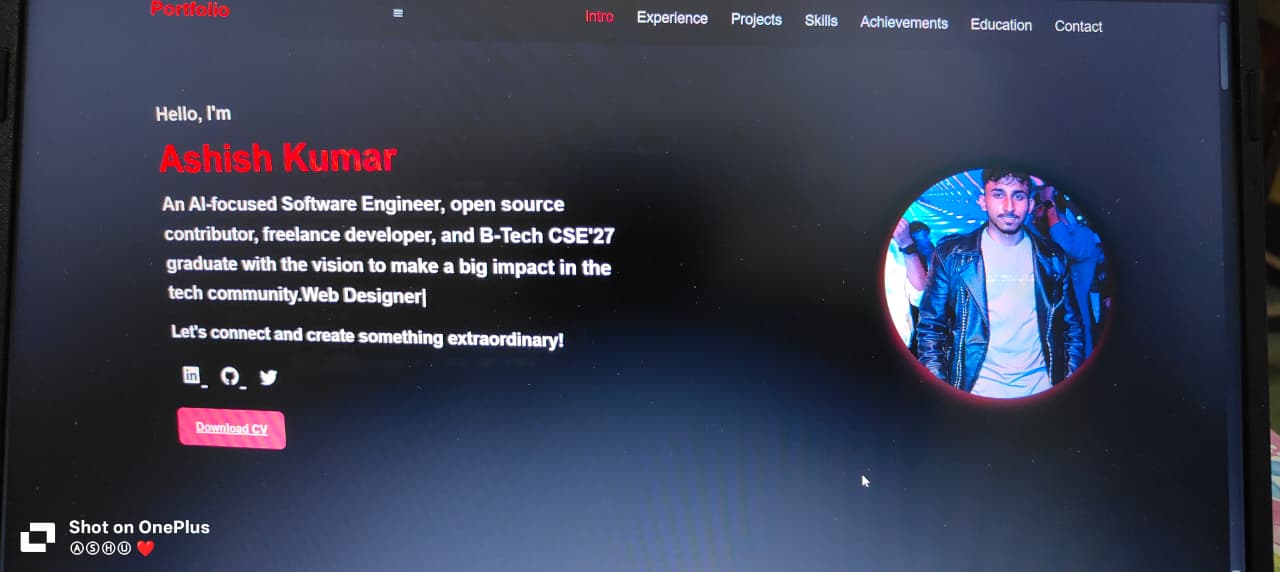 Portfolio
Intro Experience Projects Skills Achievements Education Contact
Hello, I'm
Ashish Kumar
An AI-focused Software Engineer, open source
contributor, freelance developer, and B-Tech CSE'27
graduate with the vision to make a big impact in the
tech community.Web Designer|
Let's connect and create something extraordinary!
in
Download CV
Shot on OnePlus
ⒶⓈⒽⓊ ❤️